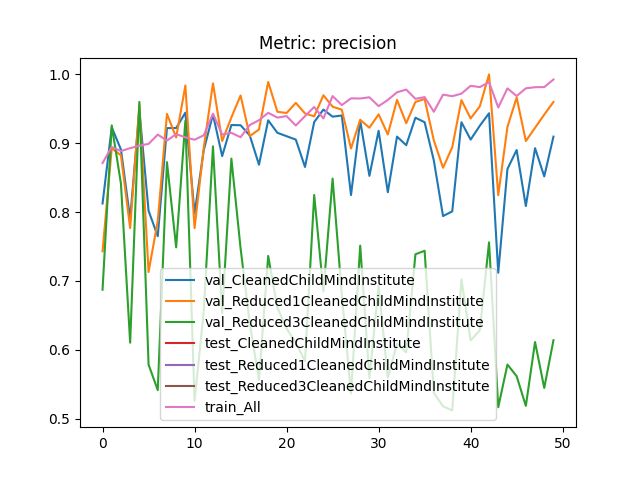 Metric: precision
1.0
0.9
0.8
0.7
0.6
0.5
val_CleanedChildMindInstitute
val_Reduced1CleanedChildMindInstitute
val_Reduced3CleanedChildMindInstitute
test_CleanedChildMindInstitute
test_Reduced1CleanedChildMindInstitute
test_Reduced3CleanedChildMindInstitute
train_All
0 10 20 30 40 50